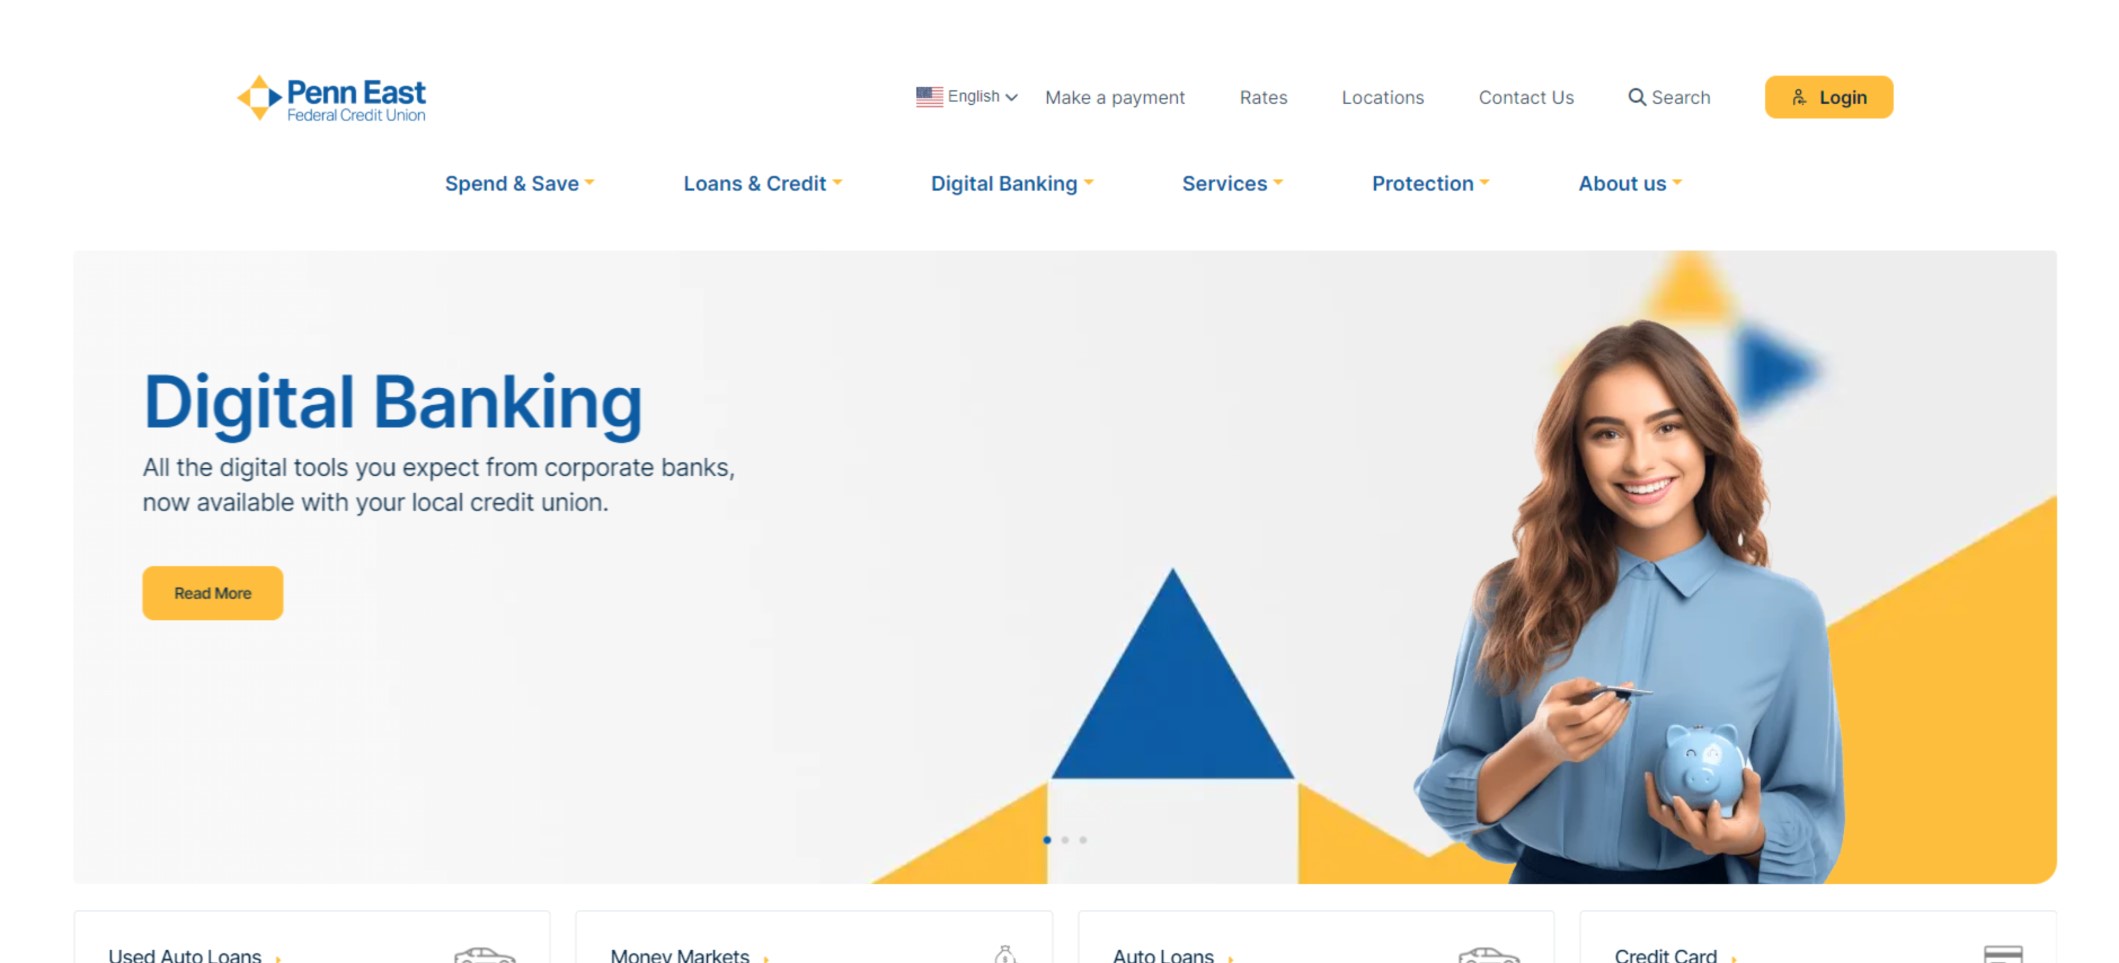 Penn East
Federal Credit Union
English
Make a payment
Rates
Locations
Contact Us
Search
Login
Spend & Save
Loans & Credit
Digital Banking
Services
Protection
About us
Digital Banking
All the digital tools you expect from corporate banks,
now available with your local credit union.
Read More
Used Auto Loans
Money Markets
Auto Loans
Credit Card